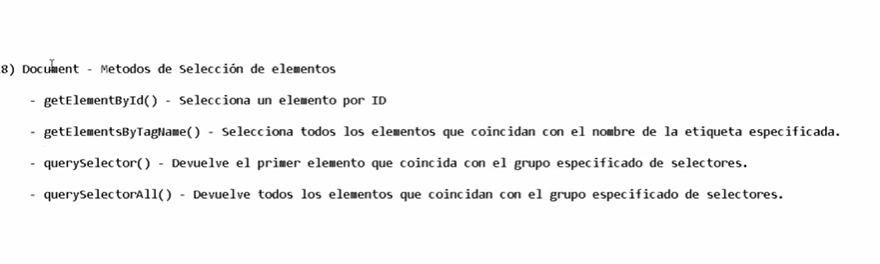 8) Document - Metodos de Selección de elementos
- getElementById() - Selecciona un elemento por ID
- getElementsByTagName() - Selecciona todos los elementos que coincidan con el nombre de la etiqueta especificada.
- querySelector() - Devuelve el primer elemento que coincida con el grupo especificado de selectores.
- querySelectorAll() - Devuelve todos los elementos que coincidan con el grupo especificado de selectores.